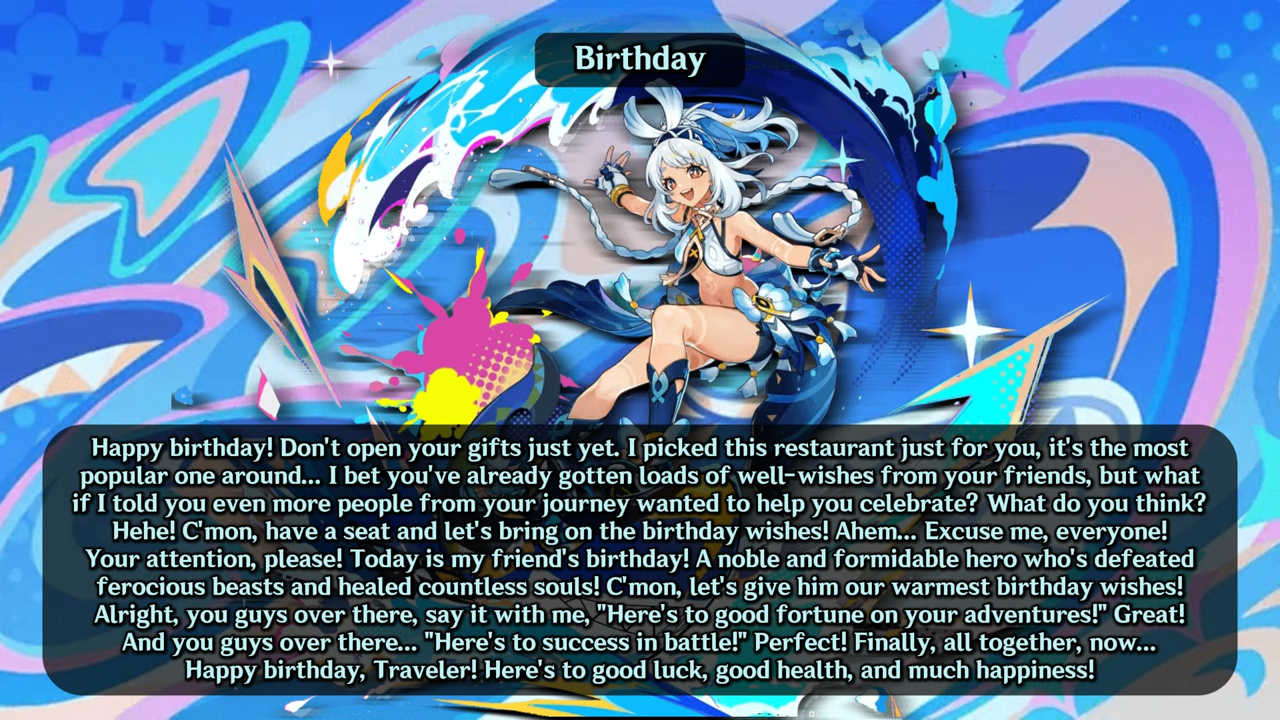 Birthday
Happy birthday! Don't open your gifts just yet. I picked this restaurant just for you, it's the most
popular one around... I bet you've already gotten loads of well-wishes from your friends, but what
if I told you even more people from your journey wanted to help you celebrate? What do you think?
Hehe! C'mon, have a seat and let's bring on the birthday wishes! Ahem... Excuse me, everyone!
Your attention, please! Today is my friend's birthday! A noble and formidable hero who's defeated
ferocious beasts and healed countless souls! C'mon, let's give him our warmest birthday wishes!
Alright, you guys over there, say it with me, "Here's to good fortune on your adventures!" Great!
And you guys over there... "Here's to success in battle!" Perfect! Finally, all together, now...
Happy birthday, Traveler! Here's to good luck, good health, and much happiness!